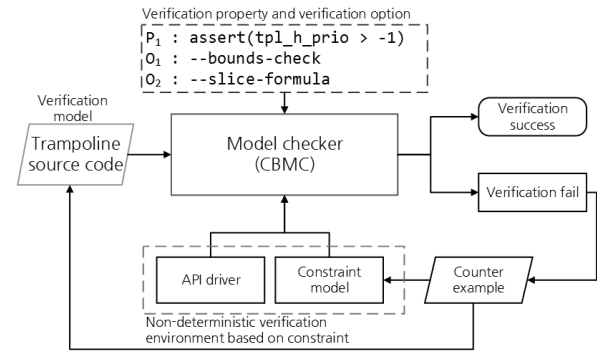 Verification property and verification option
P1 : assert(tpl_h_prio > -1)
O1 : --bounds-check
O2 : --slice-formula
Verification
model
Trampoline
source code
Model checker
(CBMC)
Verification
success
Verification fail
API driver
Constraint
model
Counter
example
Non-deterministic verification
environment based on constraint